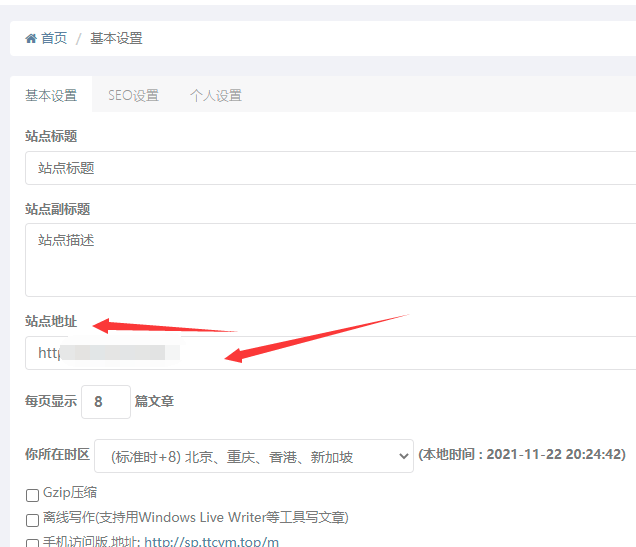 首页 / 基本设置
基本设置 SEO设置 个人设置
站点标题
站点标题
站点副标题
站点描述
站点地址
http
每页显示 8 篇文章
你所在时区 (标准时+8) 北京、重庆、香港、新加坡 (本地时间 : 2021-11-22 20:24:42)
Gzip压缩
离线写作(支持用Windows Live Writer等工具写文章)
手机访问版,地址: http://sp.ttcym.top/m